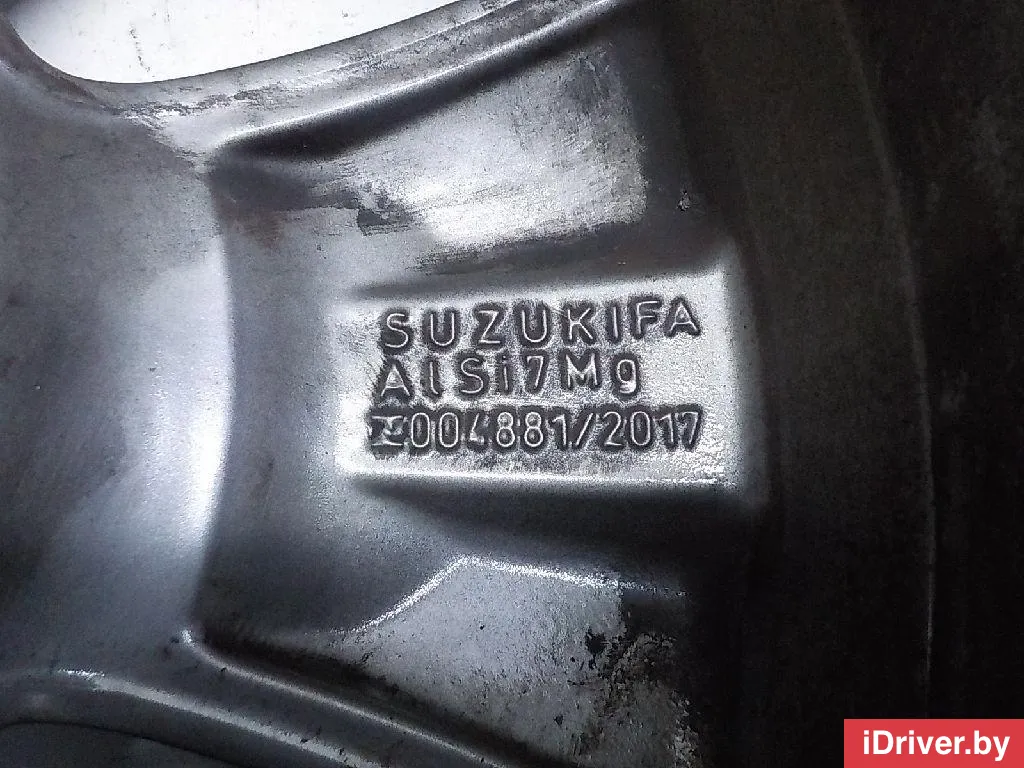 SUZUKIFA
AlSi7Mg
004881/2017
iDriver.by